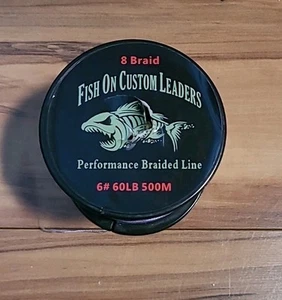 8 Braid
FISH ON CUSTOM LEADERS
Performance Braided Line
6# 60LB 500M